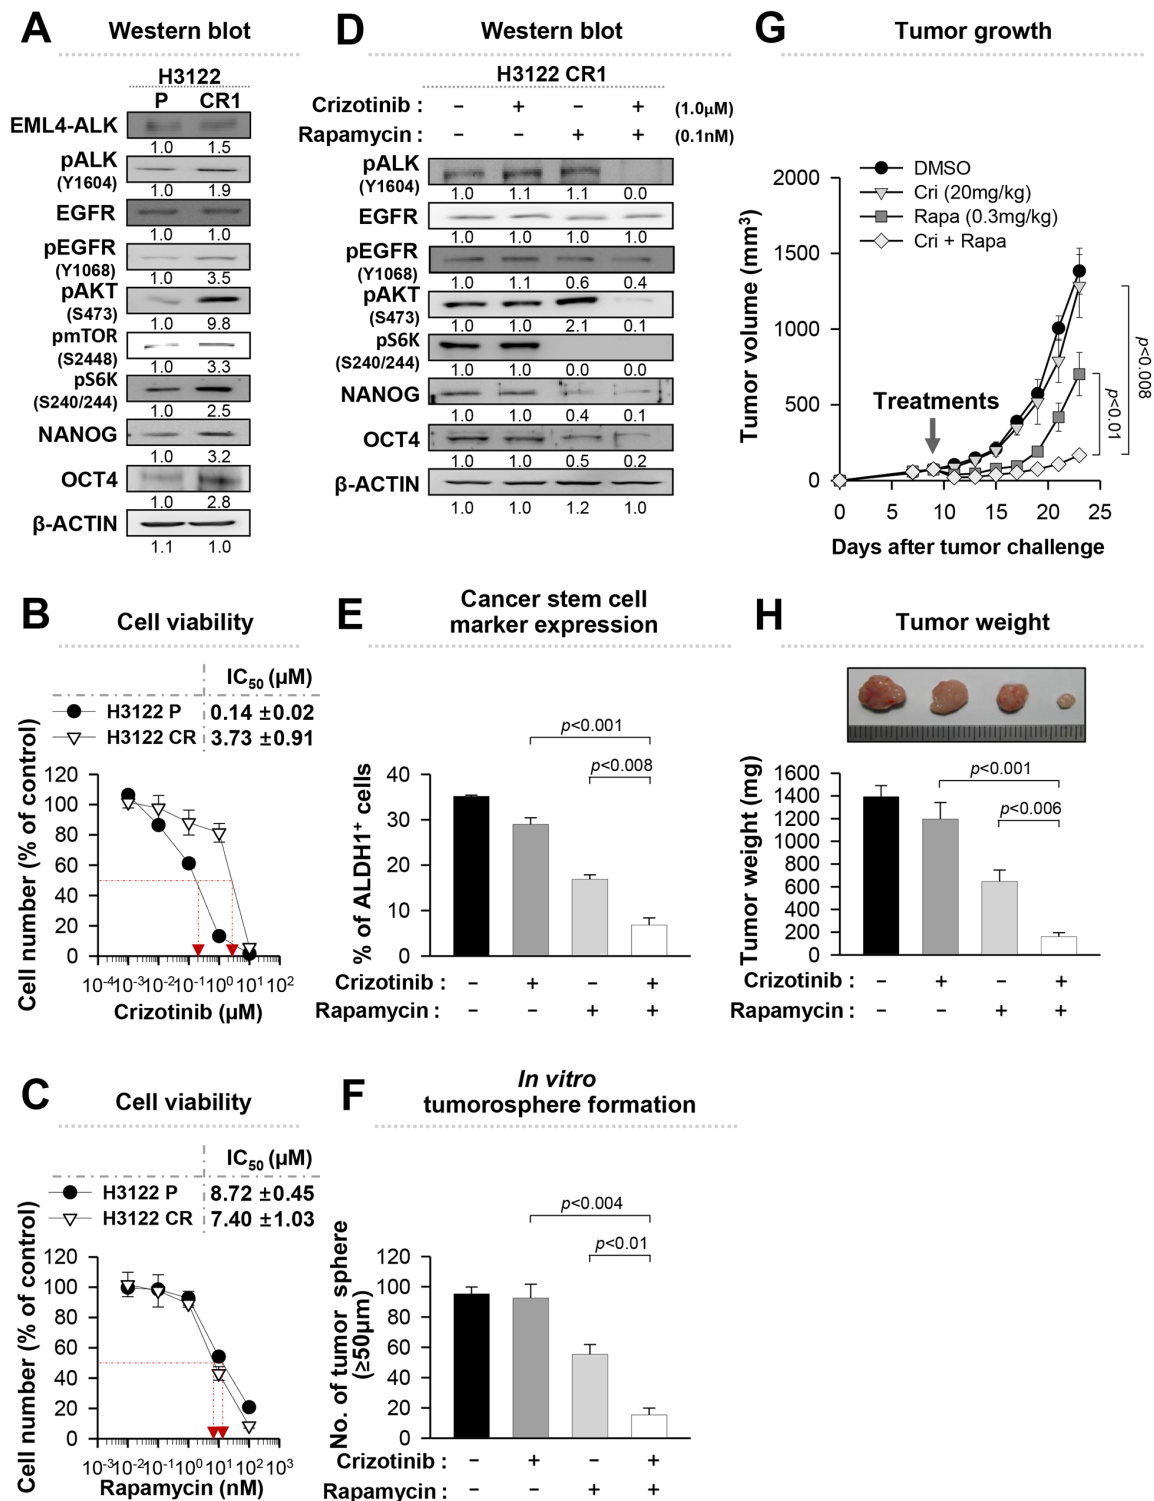 A Western blot
H3122
P CR1
EML4-ALK
1.0 1.5
pALK
(Y1604)
1.0 1.9
EGFR
1.0 1.0
pEGFR
(Y1068)
1.0 3.5
pAKT
(S473)
1.0 9.8
pmTOR
(S2448)
1.0 3.3
pS6K
(S240/244)
1.0 2.5
NANOG
1.0 3.2
OCT4
1.0 2.8
β-ACTIN
1.1 1.0
D Western blot
H3122 CR1
Crizotinib : − + − + (1.0μM)
Rapamycin : − − + + (0.1nM)
pALK
(Y1604)
1.0 1.1 1.1 0.0
EGFR
1.0 1.0 1.0 1.0
pEGFR
(Y1068)
1.0 1.1 0.6 0.4
pAKT
(S473)
1.0 1.0 2.1 0.1
pS6K
(S240/244)
1.0 1.0 0.0 0.0
NANOG
1.0 1.0 0.4 0.1
OCT4
1.0 1.0 0.5 0.2
β-ACTIN
1.0 1.0 1.2 1.0
G Tumor growth
DMSO
Cri (20mg/kg)
Rapa (0.3mg/kg)
Cri + Rapa
Tumor volume (mm³)
2000
1500
1000
500
0
Treatments
p<0.008
p<0.01
0 5 10 15 20 25
Days after tumor challenge
B Cell viability
IC₅₀ (μM)
H3122 P 0.14 ±0.02
H3122 CR 3.73 ±0.91
Cell number (% of control)
120
100
80
60
40
20
0
10⁻⁴ 10⁻³ 10⁻² 10⁻¹ 10⁰ 10¹ 10²
Crizotinib (μM)
E Cancer stem cell
marker expression
p<0.001
p<0.008
% of ALDH1⁺ cells
40
30
20
10
0
Crizotinib : − + − +
Rapamycin : − − + +
H Tumor weight
p<0.001
p<0.006
Tumor weight (mg)
1600
1400
1200
1000
800
600
400
200
0
Crizotinib : − + − +
Rapamycin : − − + +
C Cell viability
IC₅₀ (μM)
H3122 P 8.72 ±0.45
H3122 CR 7.40 ±1.03
Cell number (% of control)
120
100
80
60
40
20
0
10⁻³ 10⁻² 10⁻¹ 10⁰ 10¹ 10² 10³
Rapamycin (nM)
F In vitro
tumorosphere formation
p<0.004
p<0.01
No. of tumor sphere
(≥50μm)
120
100
80
60
40
20
0
Crizotinib : − + − +
Rapamycin : − − + +